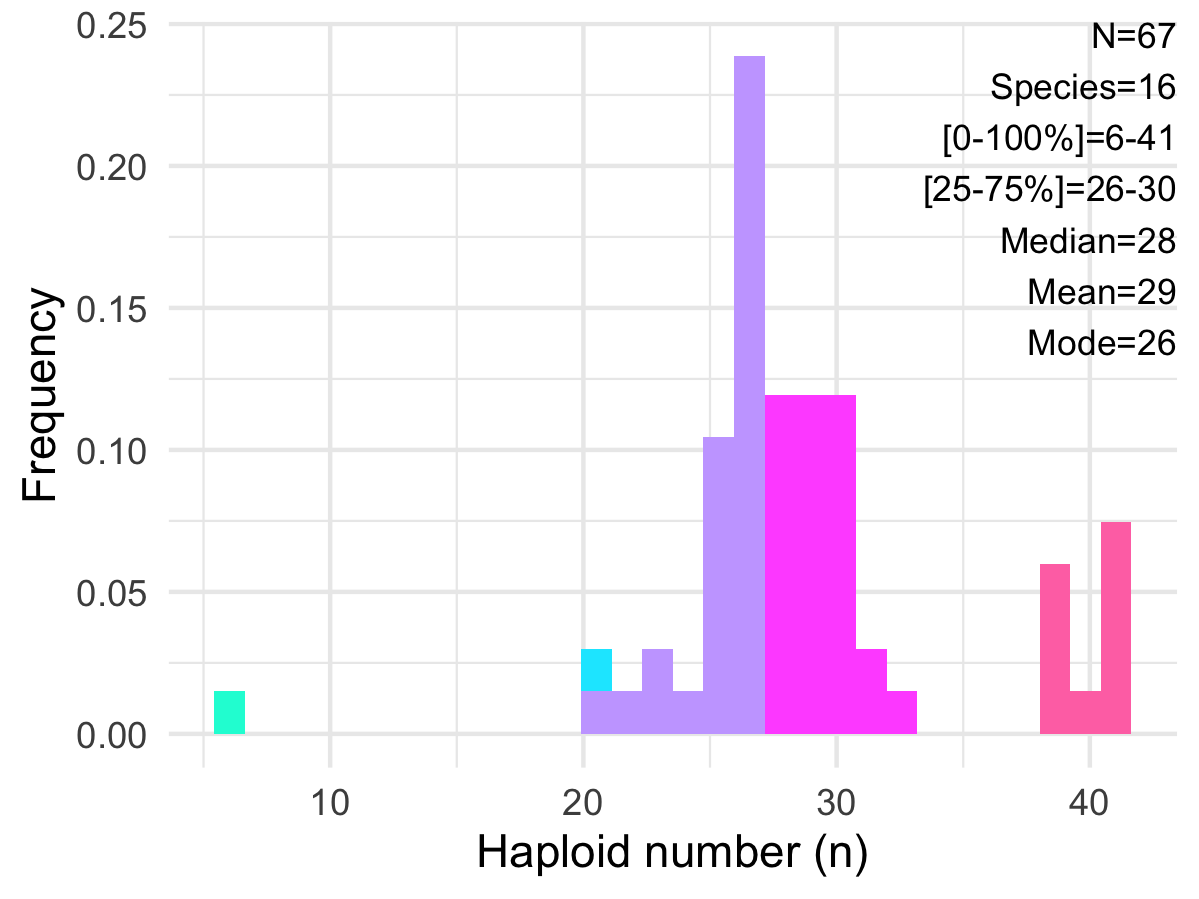 0.25
0.20
0.15
0.10
0.05
0.00
Frequency
10 20 30 40
Haploid number (n)
N=67
Species=16
[0-100%]=6-41
[25-75%]=26-30
Median=28
Mean=29
Mode=26